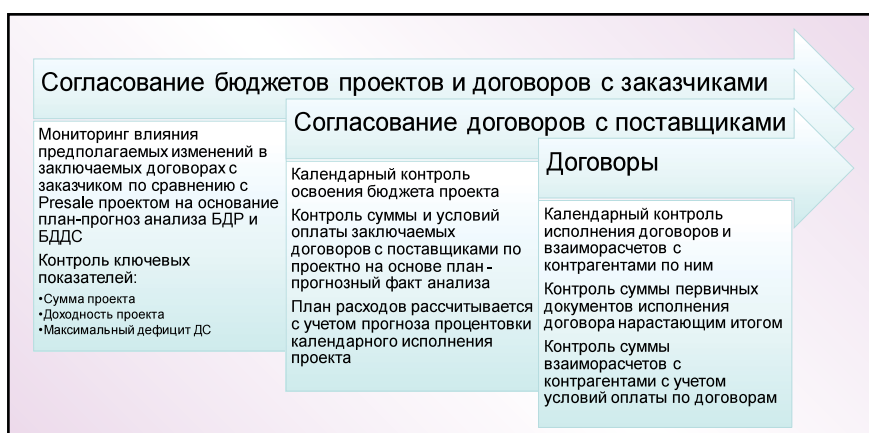 Согласование бюджетов проектов и договоров с заказчиками
Мониторинг влияния
предполагаемых изменений в
заключаемых договорах с
заказчиком по сравнению с
Presale проектом на основание
план-прогноз анализа БДР и
БДДС
Контроль ключевых
показателей:
•Сумма проекта
•Доходность проекта
•Максимальный дефицит ДС
Согласование договоров с поставщиками
Календарный контроль
освоения бюджета проекта
Контроль суммы и условий
оплаты заключаемых
договоров с поставщиками по
проектно на основе план -
прогнозный факт анализа
План расходов рассчитывается
с учетом прогноза процентовки
календарного исполнения
проекта
Договоры
Календарный контроль
исполнения договоров и
взаиморасчетов с
контрагентами по ним
Контроль суммы первичных
документов исполнения
договора нарастающим итогом
Контроль суммы
взаиморасчетов с
контрагентами с учетом
условий оплаты по договорам